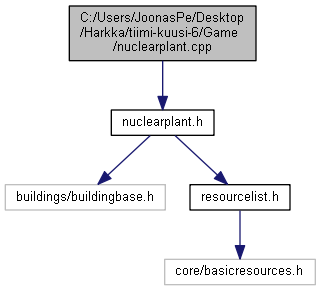 C:/Users/JoonasPe/Desktop
/Harkka/tiimi-kuusi-6/Game
/nuclearplant.cpp
nuclearplant.h
buildings/buildingbase.h
resourcelist.h
core/basicresources.h